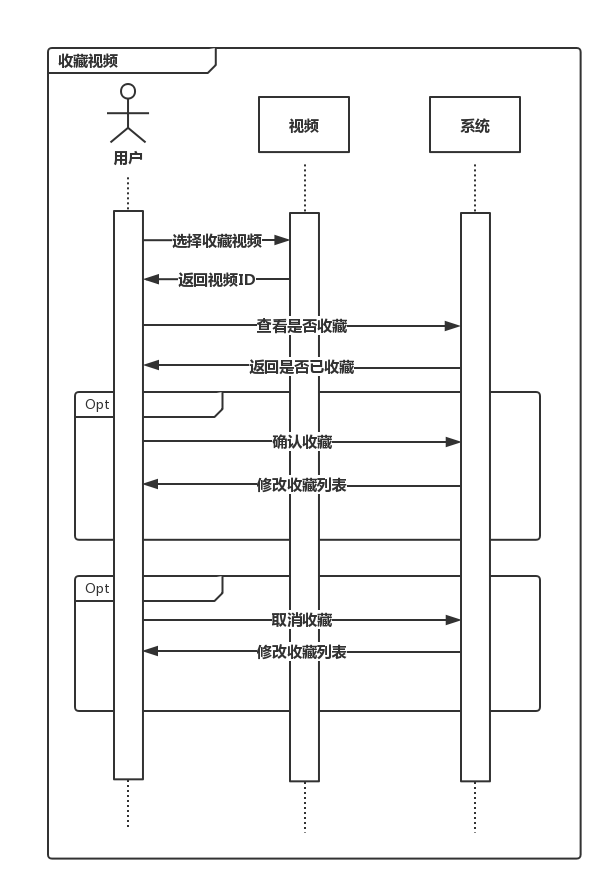 收藏视频
用户
视频
系统
选择收藏视频
返回视频ID
查看是否收藏
返回是否已收藏
Opt
确认收藏
修改收藏列表
Opt
取消收藏
修改收藏列表